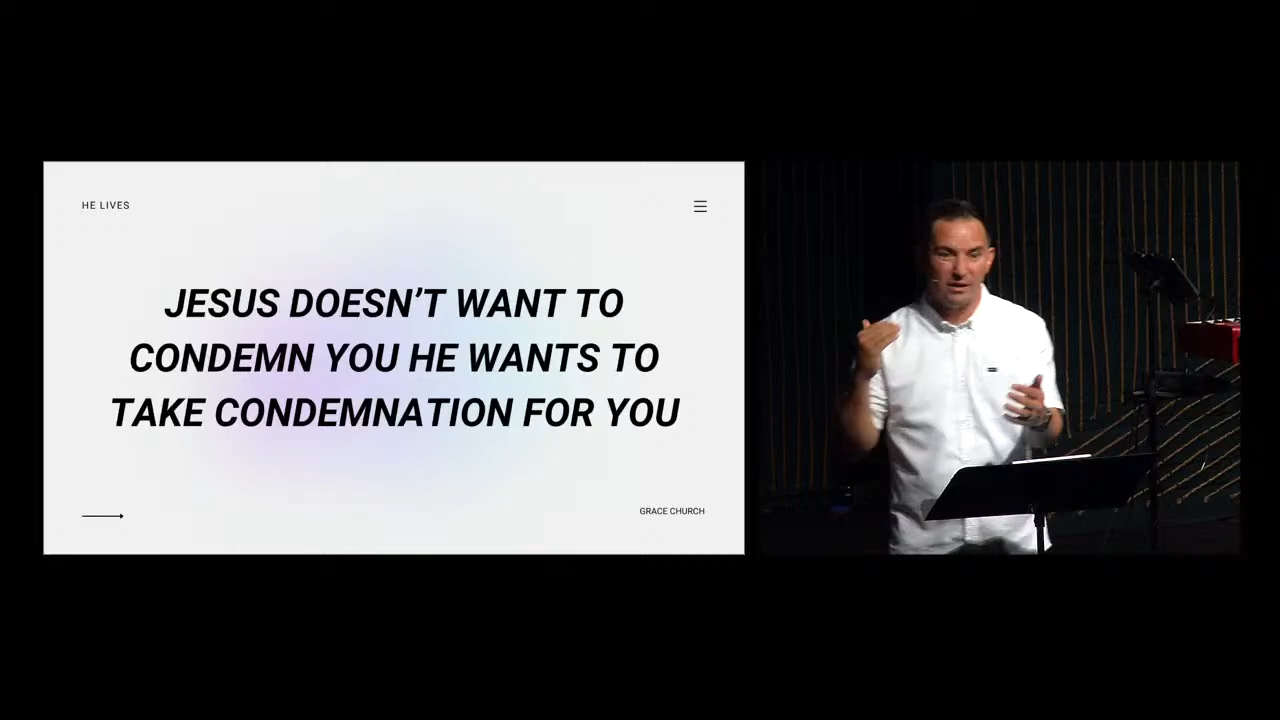 HE LIVES
JESUS DOESN’T WANT TO
CONDEMN YOU HE WANTS TO
TAKE CONDEMNATION FOR YOU
GRACE CHURCH